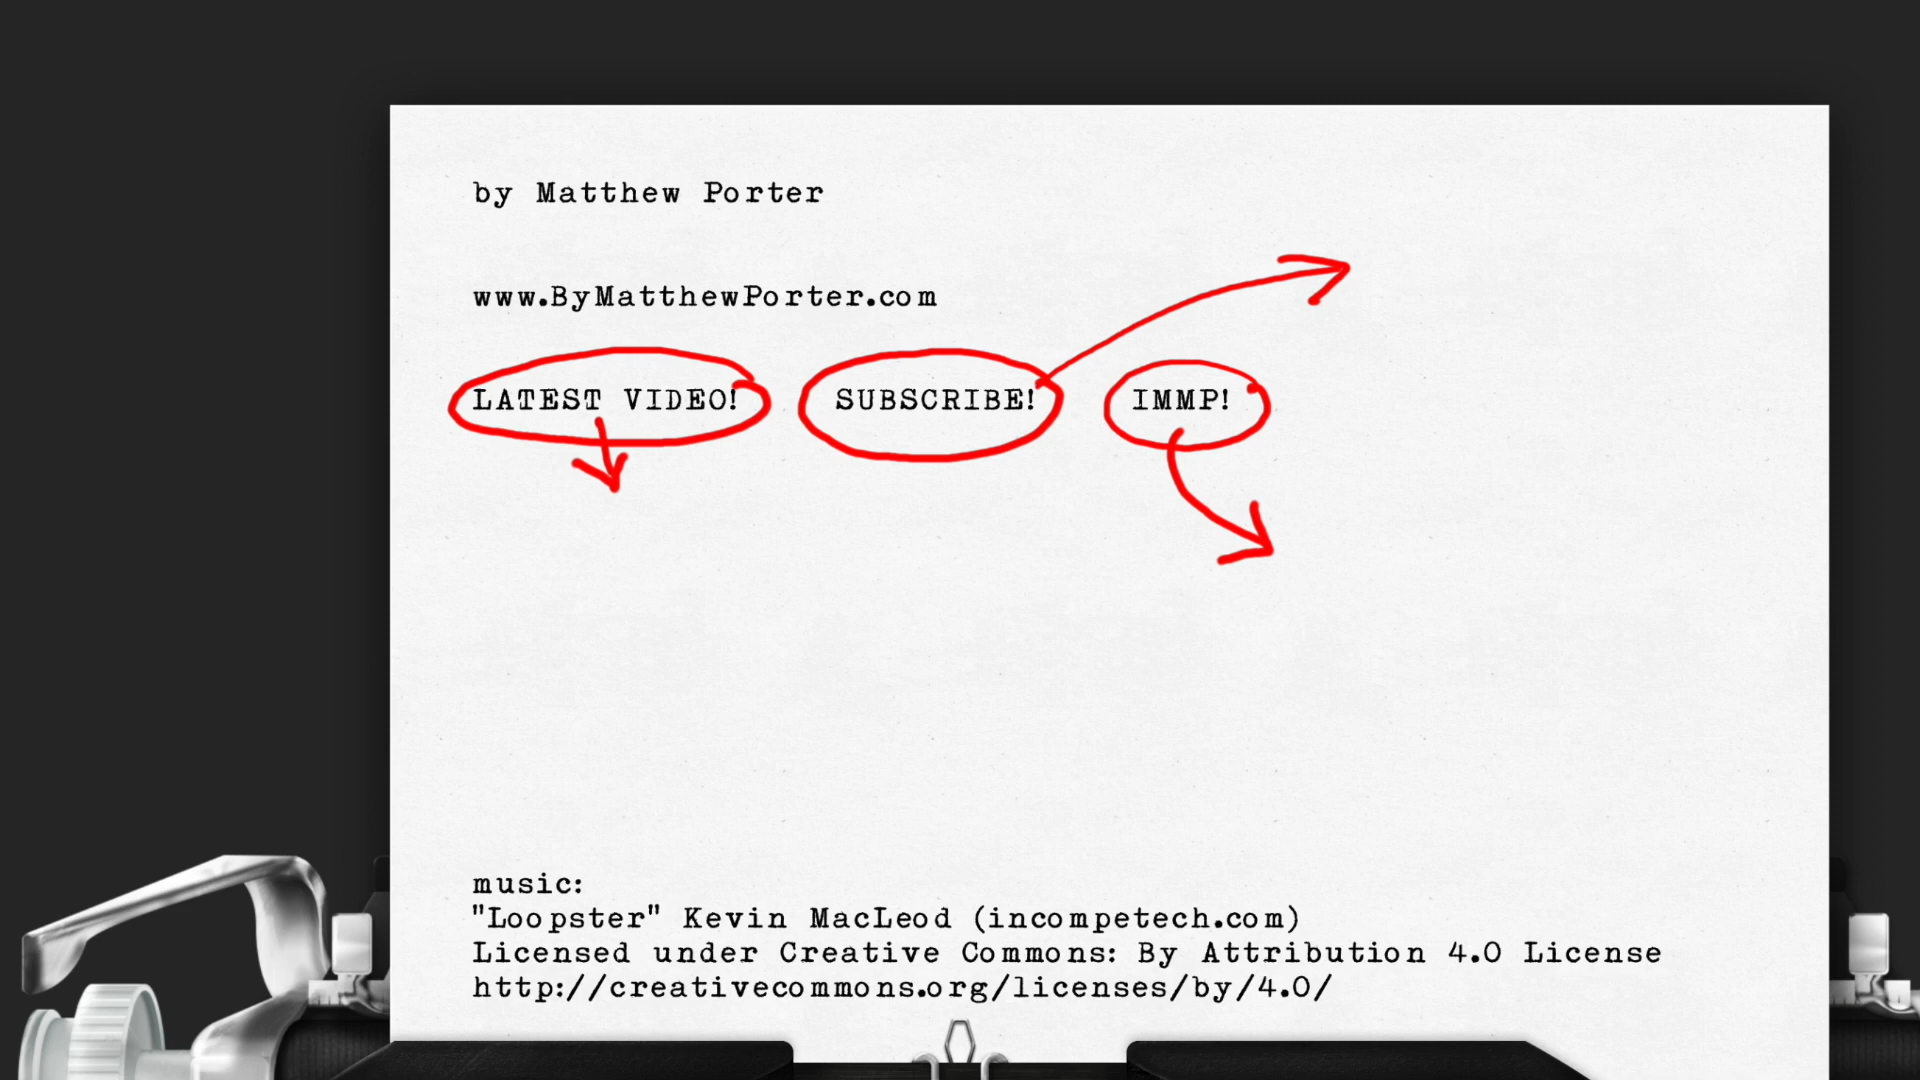 by Matthew Porter
www.ByMatthewPorter.com
LATEST VIDEO! SUBSCRIBE! IMMP!
music:
"Loopster" Kevin MacLeod (incompetech.com)
Licensed under Creative Commons: By Attribution 4.0 License
http://creativecommons.org/licenses/by/4.0/